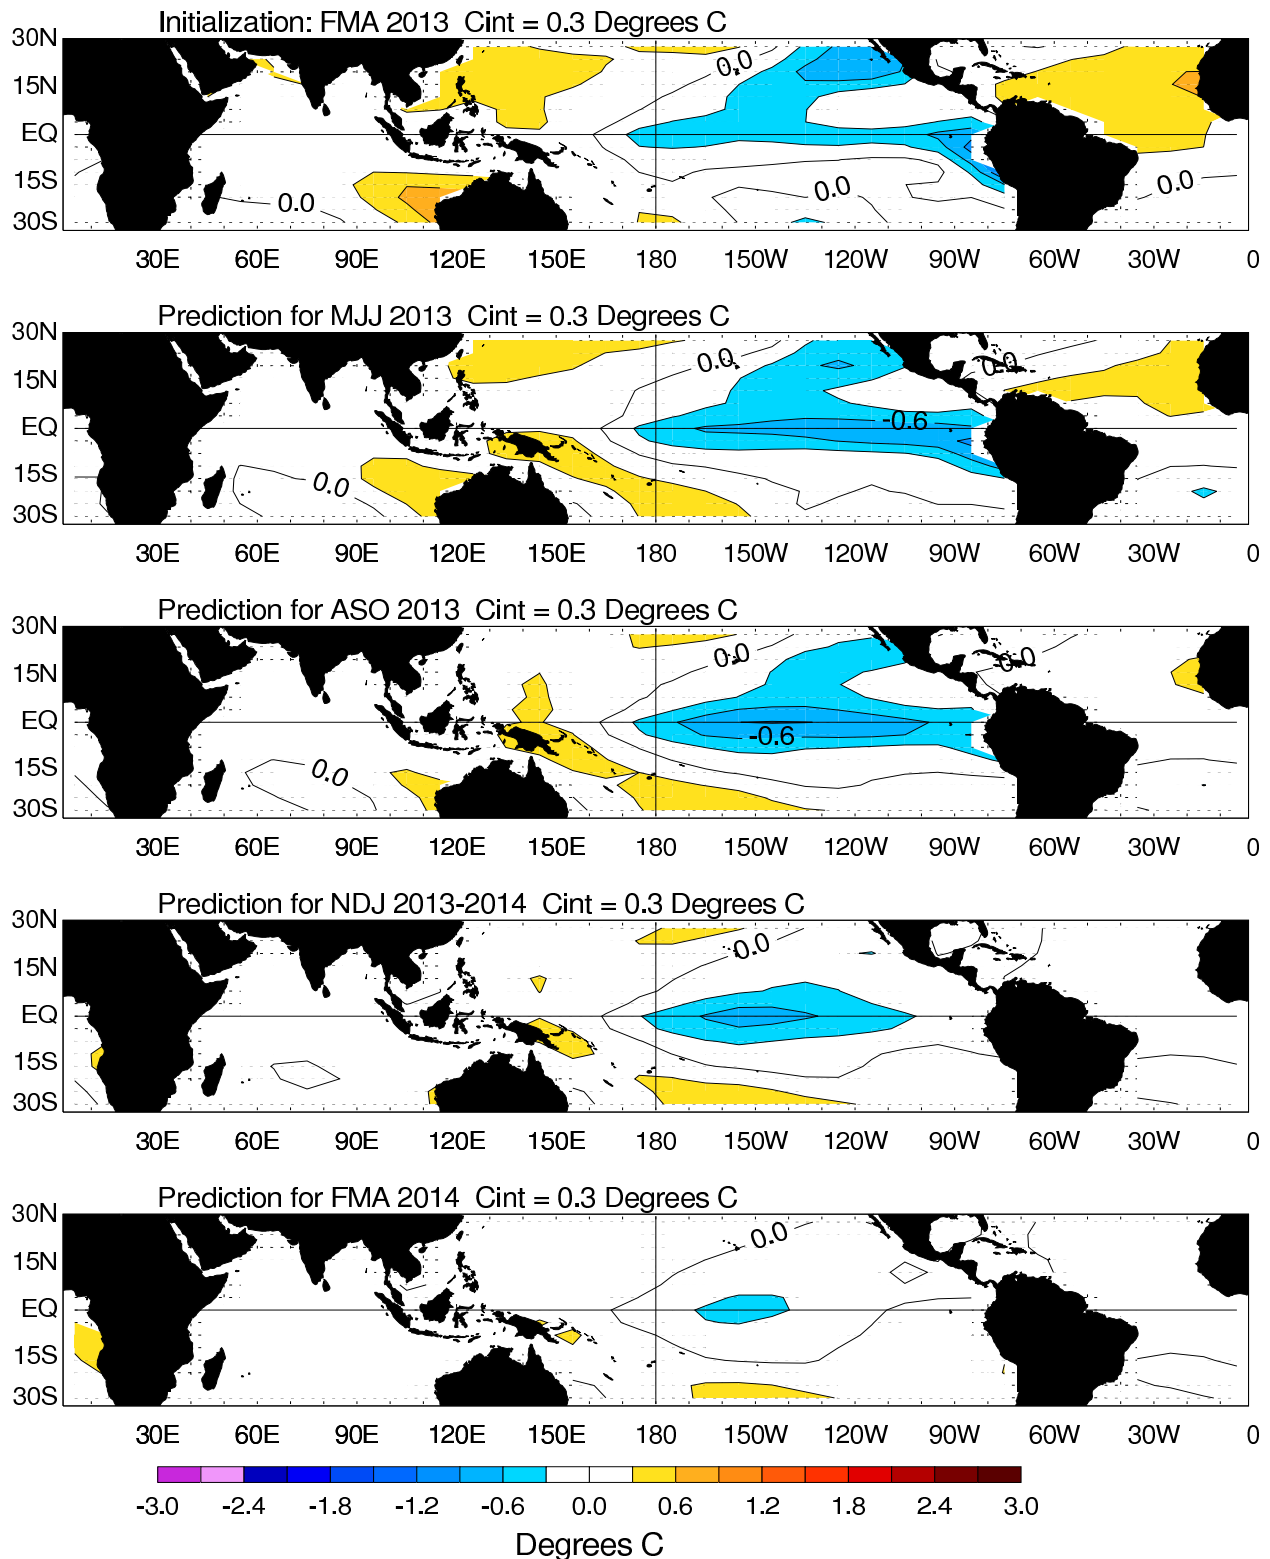 Initialization: FMA 2013  Cint = 0.3 Degrees C
30N
15N
EQ
15S
30S
0.0
0.0
0.0
0.0
30E 60E 90E 120E 150E 180 150W 120W 90W 60W 30W 0
Prediction for MJJ 2013  Cint = 0.3 Degrees C
30N
15N
EQ
15S
30S
0.0
0.0
-0.6
0.0
30E 60E 90E 120E 150E 180 150W 120W 90W 60W 30W 0
Prediction for ASO 2013  Cint = 0.3 Degrees C
30N
15N
EQ
15S
30S
0.0
0.0
-0.6
0.0
30E 60E 90E 120E 150E 180 150W 120W 90W 60W 30W 0
Prediction for NDJ 2013-2014  Cint = 0.3 Degrees C
30N
15N
EQ
15S
30S
0.0
30E 60E 90E 120E 150E 180 150W 120W 90W 60W 30W 0
Prediction for FMA 2014  Cint = 0.3 Degrees C
30N
15N
EQ
15S
30S
0.0
30E 60E 90E 120E 150E 180 150W 120W 90W 60W 30W 0
-3.0 -2.4 -1.8 -1.2 -0.6 0.0 0.6 1.2 1.8 2.4 3.0
Degrees C